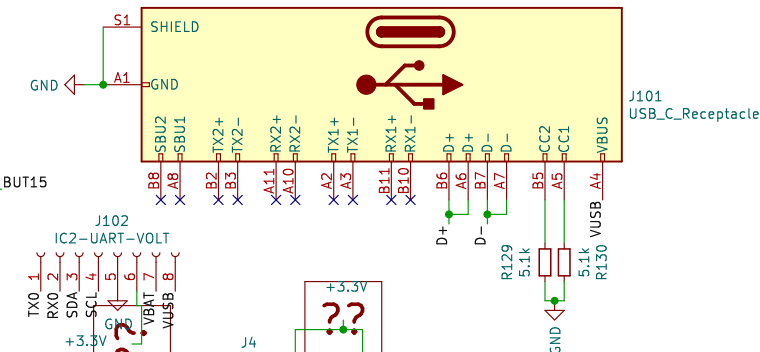 S1 SHIELD
GND A1 GND
J101
USB_C_Receptacle
SBU2 SBU1 TX2+ TX2- RX2+ RX2- TX1+ TX1- RX1+ RX1- D+ D+ D- D- CC2 CC1 VBUS
B8 A8 B2 B3 A11 A10 A2 A3 B11 B10 B6 A6 B7 A7 B5 A5 A4
_BUT15
D+ D- VUSB
J102
IC2-UART-VOLT
1 2 3 4 5 6 7 8
R129 5.1k 5.1k R130
TX0 RX0 SDA SCL GND VBAT VUSB
+3.3V
??
GND
+3.3V
J4